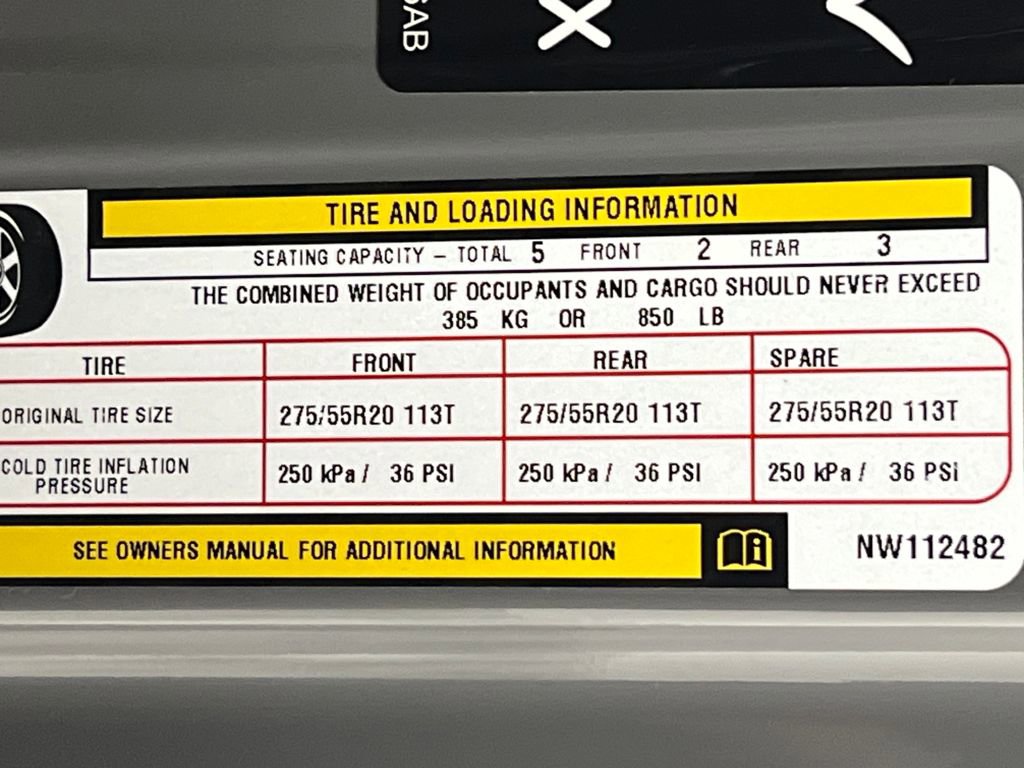 X
TIRE AND LOADING INFORMATION
SEATING CAPACITY – TOTAL 5 FRONT 2 REAR 3
THE COMBINED WEIGHT OF OCCUPANTS AND CARGO SHOULD NEVER EXCEED
385 KG OR 850 LB
TIRE FRONT REAR SPARE
ORIGINAL TIRE SIZE 275/55R20 113T 275/55R20 113T 275/55R20 113T
COLD TIRE INFLATION
PRESSURE 250 kPa / 36 PSI 250 kPa / 36 PSI 250 kPa / 36 PSI
SEE OWNERS MANUAL FOR ADDITIONAL INFORMATION
NW112482